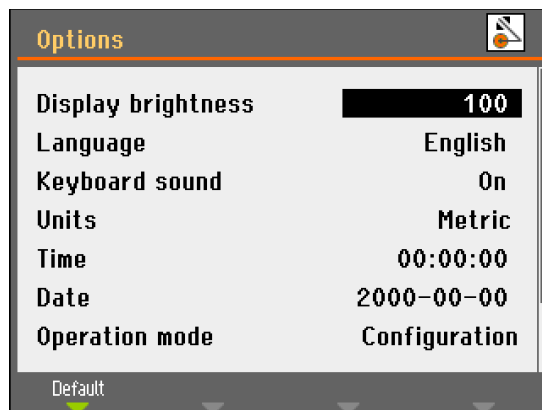 Options
Display brightness 100
Language English
Keyboard sound On
Units Metric
Time 00:00:00
Date 2000-00-00
Operation mode Configuration
Default